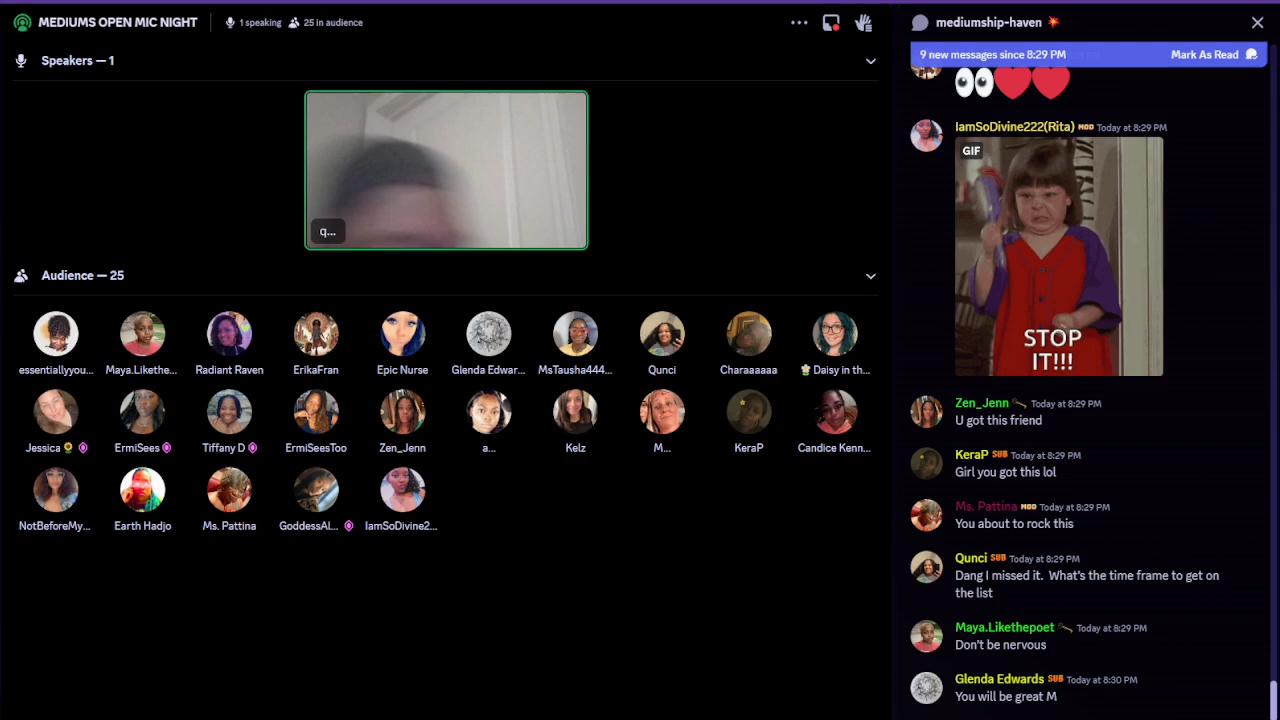 MEDIUMS OPEN MIC NIGHT
1 speaking
25 in audience
Speakers — 1
q...
Audience — 25
essentiallyyou...
Maya.Likethe...
Radiant Raven
ErikaFran
Epic Nurse
Glenda Edwar...
MsTausha444...
Qunci
Charaaaaaa
Daisy in th...
Jessica
ErmiSees
Tiffany D
ErmiSeesToo
Zen_Jenn
a...
Kelz
M...
KeraP
Candice Kenn...
NotBeforeMy...
Earth Hadjo
Ms. Pattina
GoddessAl...
IamSoDivine2...
mediumship-haven
9 new messages since 8:29 PM
Mark As Read
IamSoDivine222(Rita) MOD Today at 8:29 PM
GIF
STOP
IT!!!
Zen_Jenn Today at 8:29 PM
U got this friend
KeraP SUB Today at 8:29 PM
Girl you got this lol
Ms. Pattina MOD Today at 8:29 PM
You about to rock this
Qunci SUB Today at 8:29 PM
Dang I missed it. What's the time frame to get on
the list
Maya.Likethepoet Today at 8:29 PM
Don't be nervous
Glenda Edwards SUB Today at 8:30 PM
You will be great M